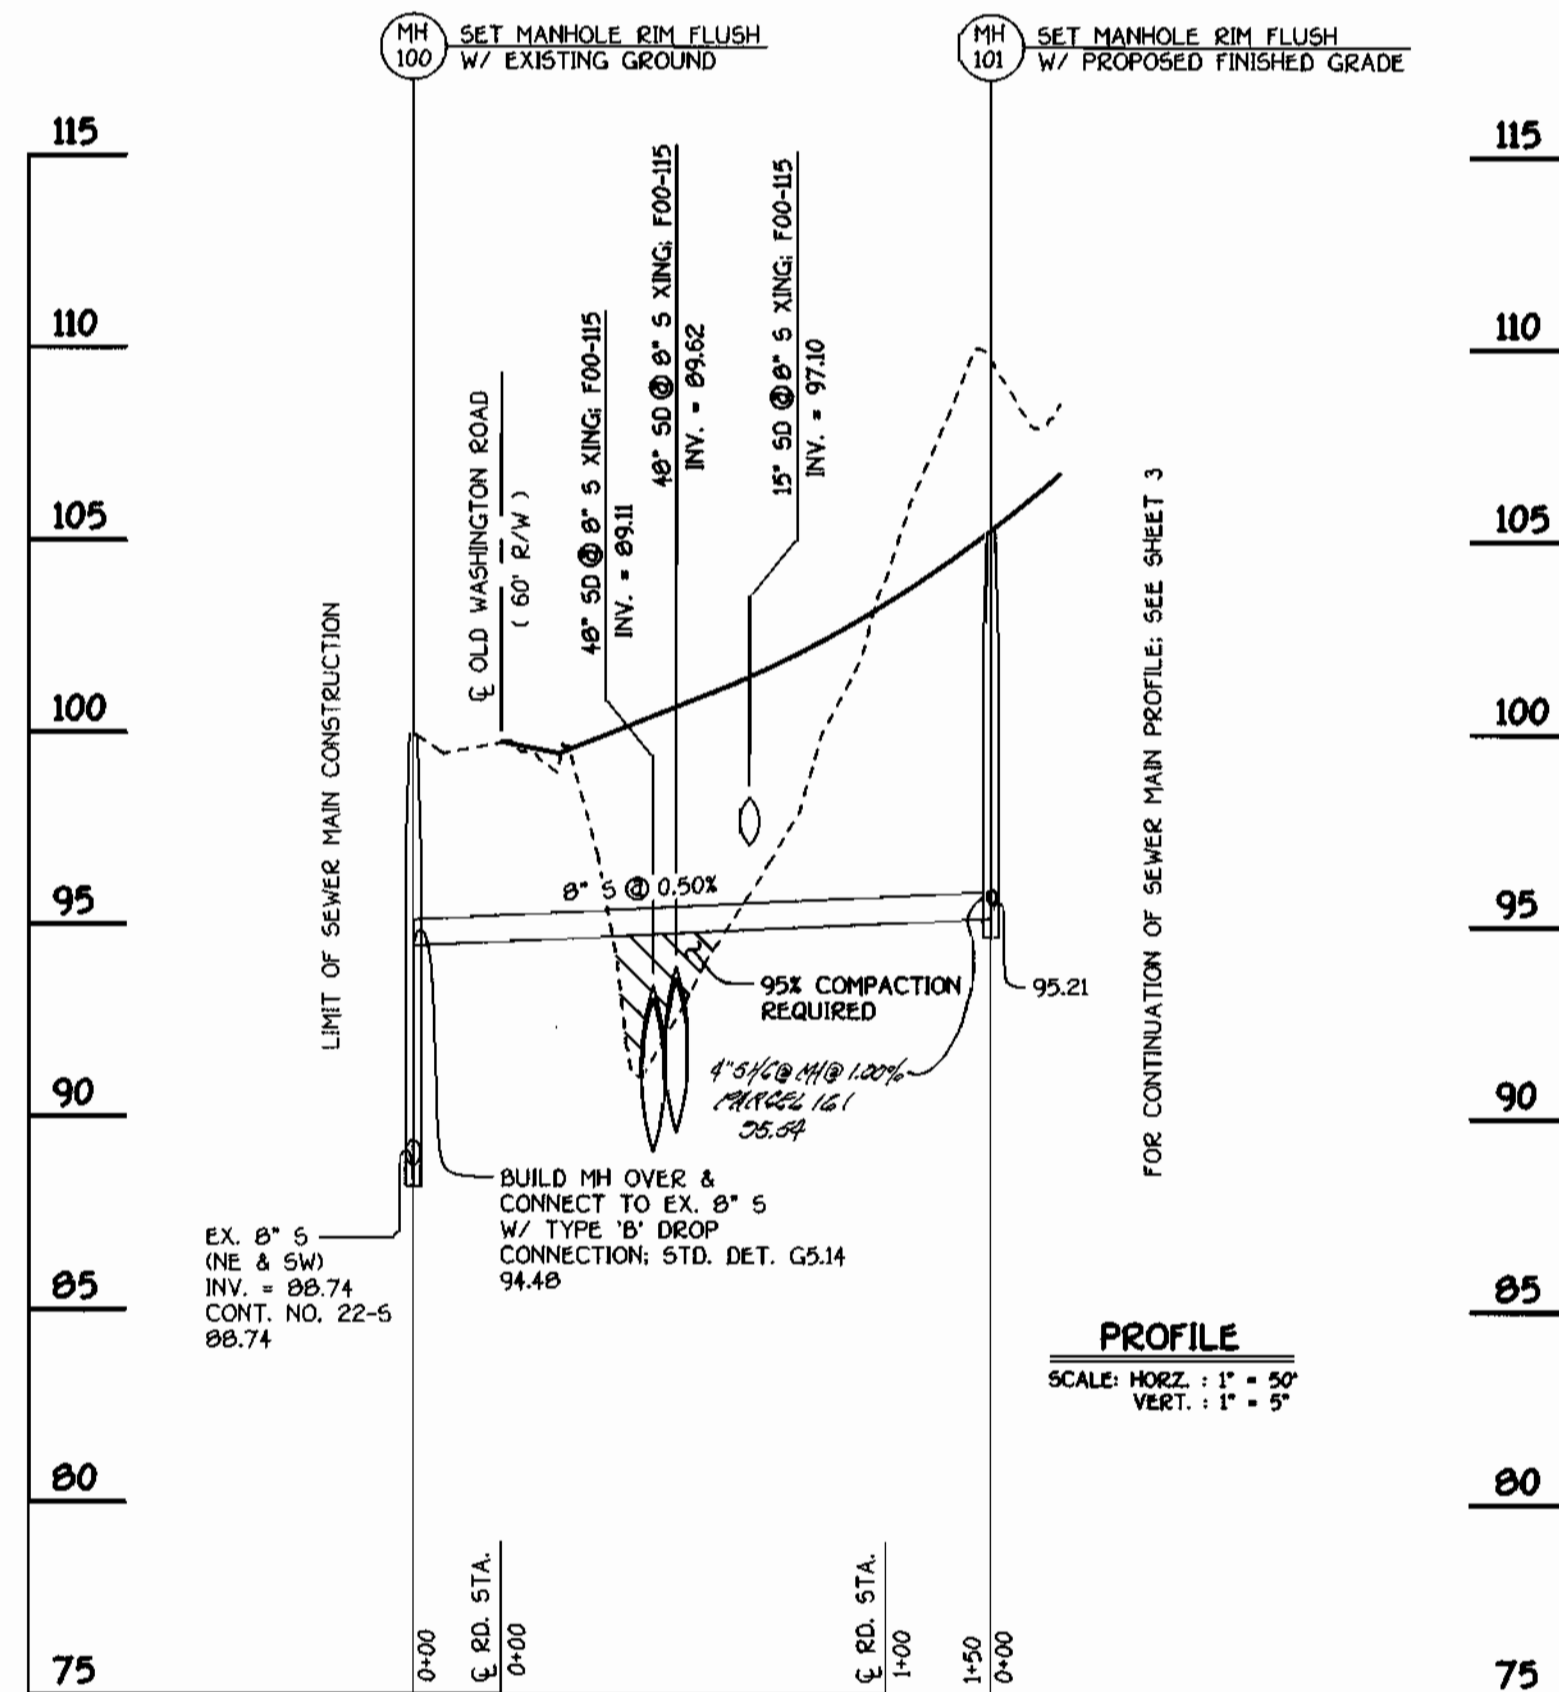 MH
100
SET MANHOLE RIM FLUSH
W/ EXISTING GROUND
MH
101
SET MANHOLE RIM FLUSH
W/ PROPOSED FINISHED GRADE
115
110
105
100
95
90
85
80
75
115
110
105
100
95
90
85
80
75
LIMIT OF SEWER MAIN CONSTRUCTION
℄ OLD WASHINGTON ROAD
( 60' R/W )
48" SD @ 8" S XING; F00-115
INV. = 89.11
48" SD @ 8" S XING; F00-115
INV. = 89.62
15" SD @ 8" S XING; F00-115
INV. = 97.10
FOR CONTINUATION OF SEWER MAIN PROFILE; SEE SHEET 3
8" S @ 0.50%
95% COMPACTION
REQUIRED
95.21
4" SHC @ MH @ 1.00%
PARCEL 161
95.54
BUILD MH OVER &
CONNECT TO EX. 8" S
W/ TYPE 'B' DROP
CONNECTION; STD. DET. G5.14
94.48
EX. 8" S
(NE & SW)
INV. = 88.74
CONT. NO. 22-S
88.74
PROFILE
SCALE: HORZ. : 1" = 50'
VERT. : 1" = 5'
0+00
℄ RD. STA.
0+00
℄ RD. STA.
1+00
1+50
0+00